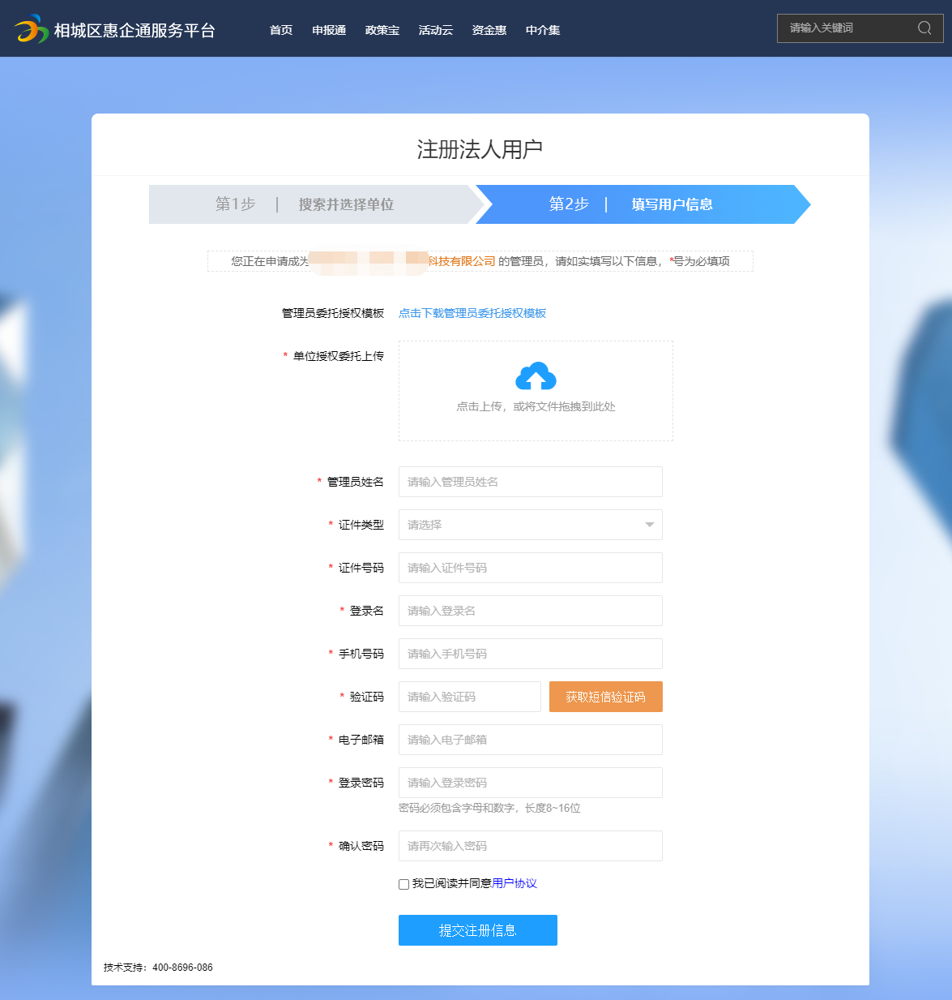 相城区惠企通服务平台 首页 申报通 政策宝 活动云 资金惠 中介集 请输入关键词
注册法人用户
第1步 | 搜索并选择单位 第2步 | 填写用户信息
您正在申请成为科技有限公司 的管理员，请如实填写以下信息，*号为必填项
管理员委托授权模板 点击下载管理员委托授权模板
* 单位授权委托上传
点击上传，或将文件拖拽到此处
* 管理员姓名 请输入管理员姓名
* 证件类型 请选择
* 证件号码 请输入证件号码
* 登录名 请输入登录名
* 手机号码 请输入手机号码
* 验证码 请输入验证码 获取短信验证码
* 电子邮箱 请输入电子邮箱
* 登录密码 请输入登录密码
密码必须包含字母和数字，长度8~16位
* 确认密码 请再次输入密码
我已阅读并同意用户协议
提交注册信息
技术支持：400-8696-086